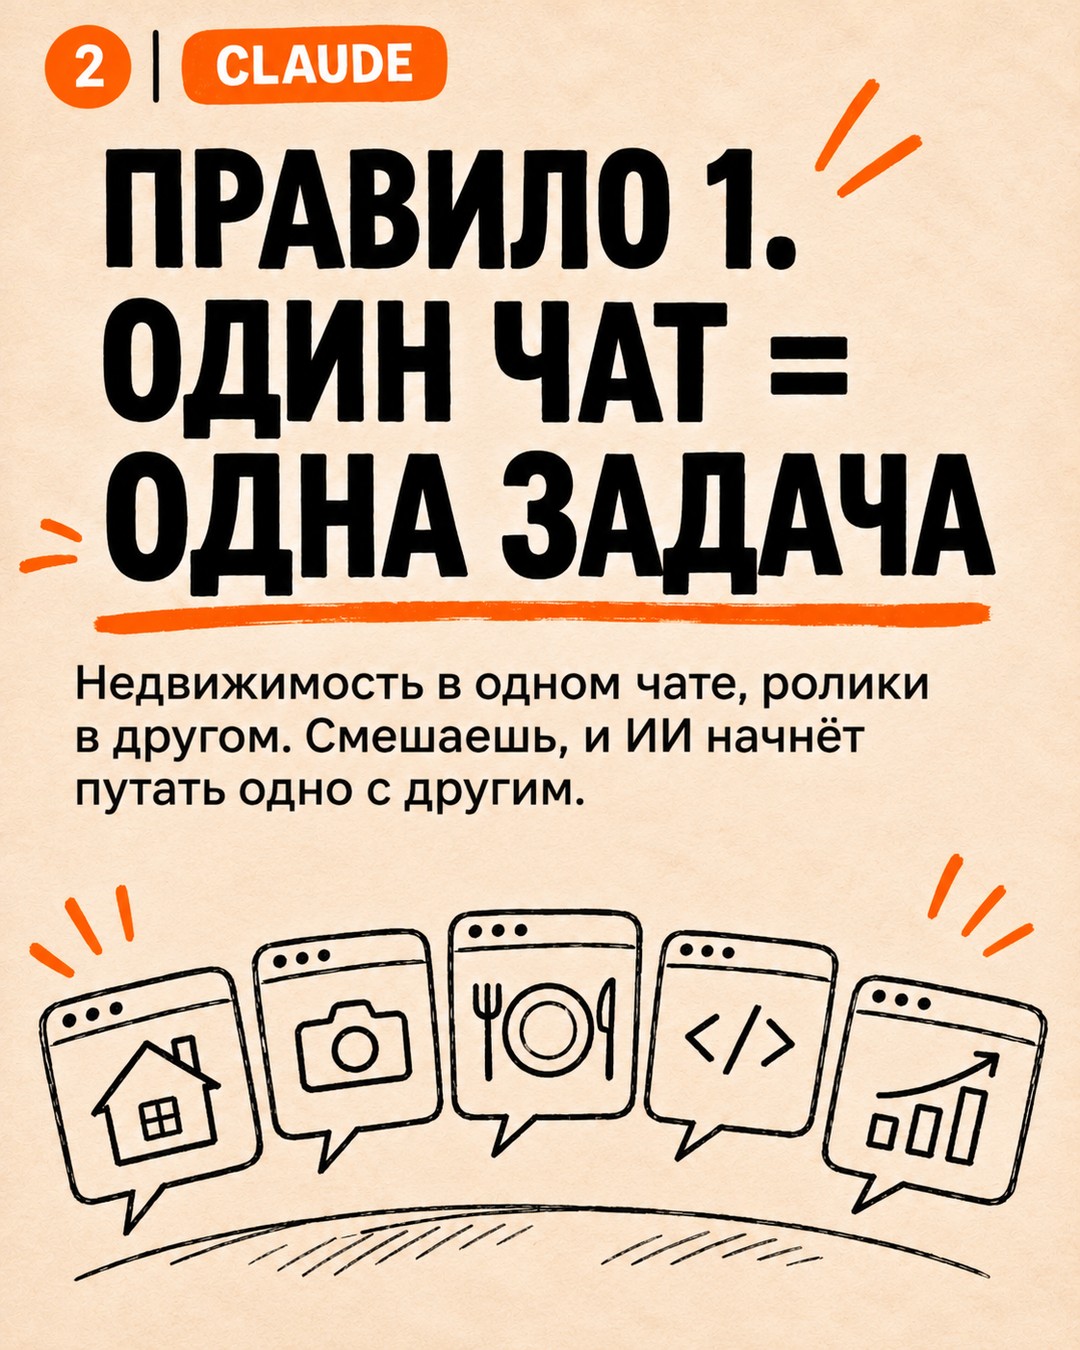 2 | CLAUDE
ПРАВИЛО 1.
ОДИН ЧАТ =
ОДНА ЗАДАЧА
Недвижимость в одном чате, ролики
в другом. Смешаешь, и ИИ начнёт
путать одно с другим.
</>